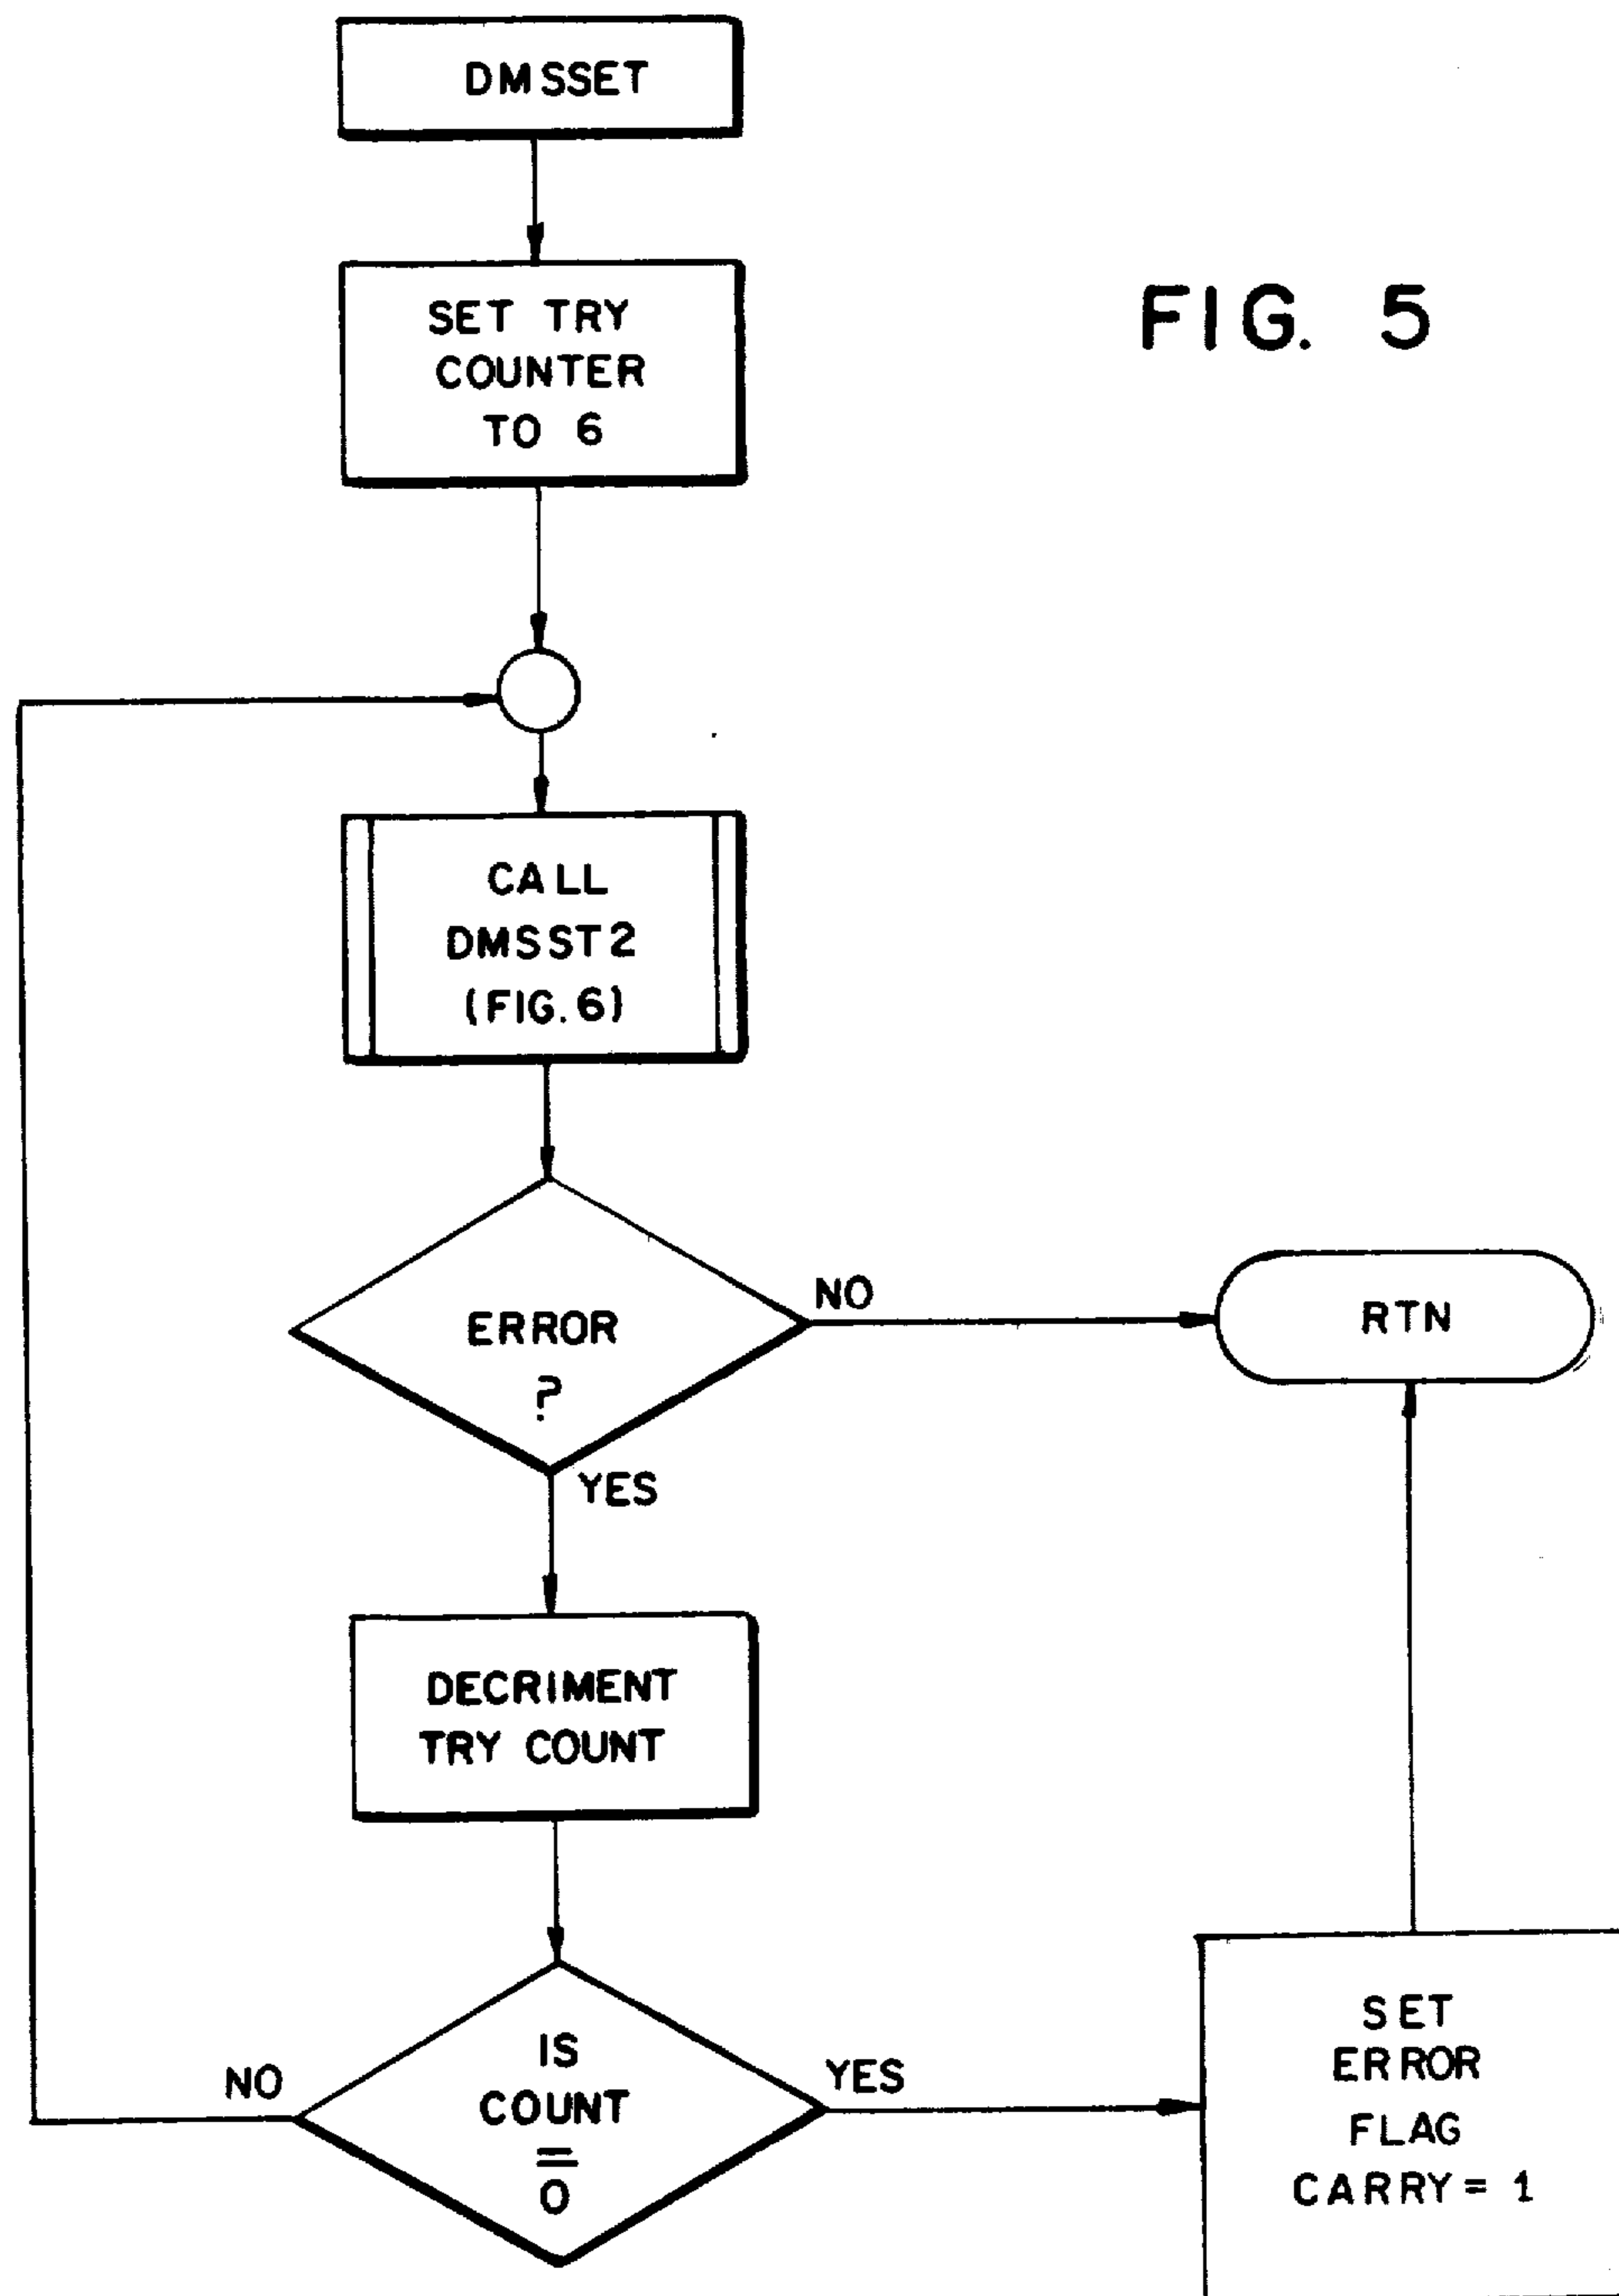 DMSSET
SET TRY
COUNTER
TO 6
FIG. 5
CALL
DMSST2
(FIG. 6)
ERROR
?
NO
RTN
YES
DECRIMENT
TRY COUNT
IS
COUNT
=
0
NO
YES
SET
ERROR
FLAG
CARRY = 1